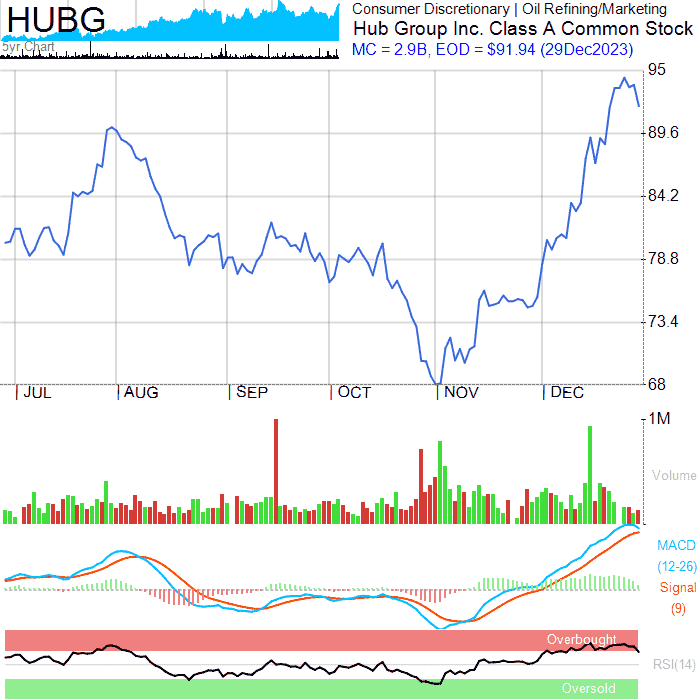 HUBG
5yr Chart
Consumer Discretionary | Oil Refining/Marketing
Hub Group Inc. Class A Common Stock
MC = 2.9B, EOD = $91.94 (29Dec2023)
95
89.6
84.2
78.8
73.4
68
JUL AUG SEP OCT NOV DEC
1M
Volume
MACD
(12-26)
Signal
(9)
Overbought
RSI(14)
Oversold